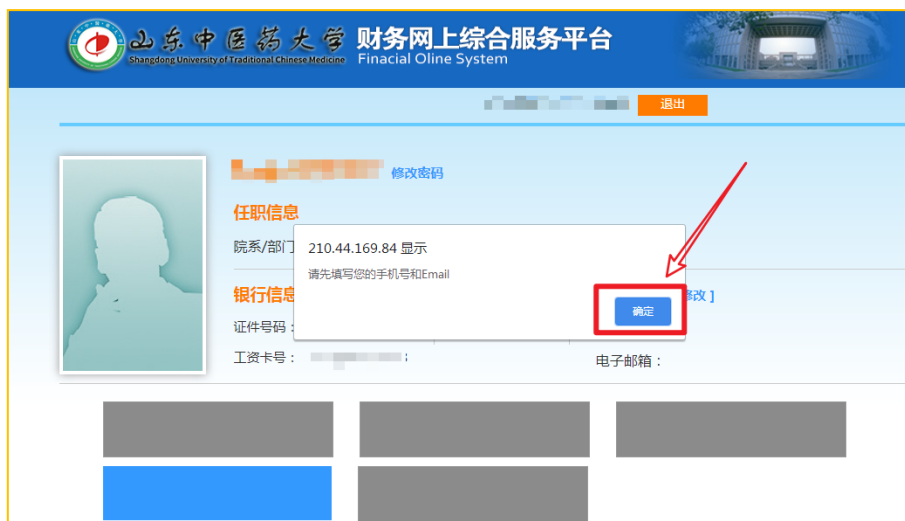 山东中医药大学 财务网上综合服务平台
Shangdong University of Traditional Chinese Medicine Finacial Oline System
退出
修改密码
任职信息
院系/部门
210.44.169.84 显示
请先填写您的手机号和Email
确定
银行信息
修改 ]
证件号码：
工资卡号：
电子邮箱：